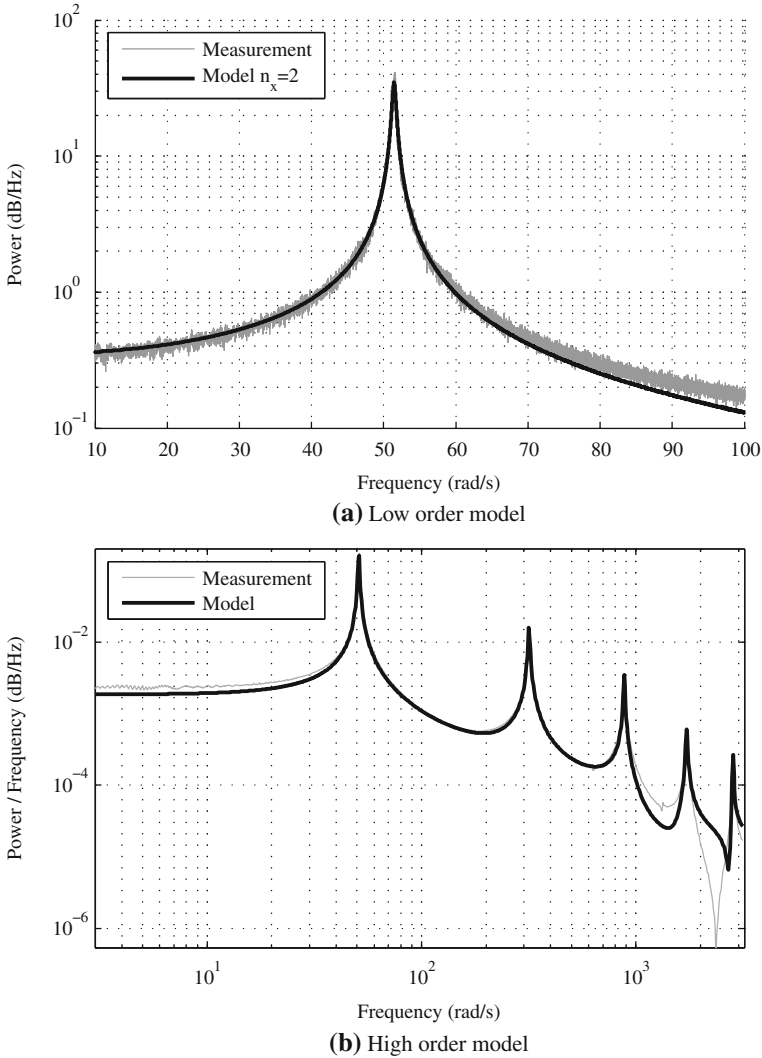 10^2
Measurement
Model n_x=2
10^1
10^0
10^-1
Power (dB/Hz)
10 20 30 40 50 60 70 80 90 100
Frequency (rad/s)
(a) Low order model
Measurement
Model
10^-2
10^-4
10^-6
Power / Frequency (dB/Hz)
10^1 10^2 10^3
Frequency (rad/s)
(b) High order model